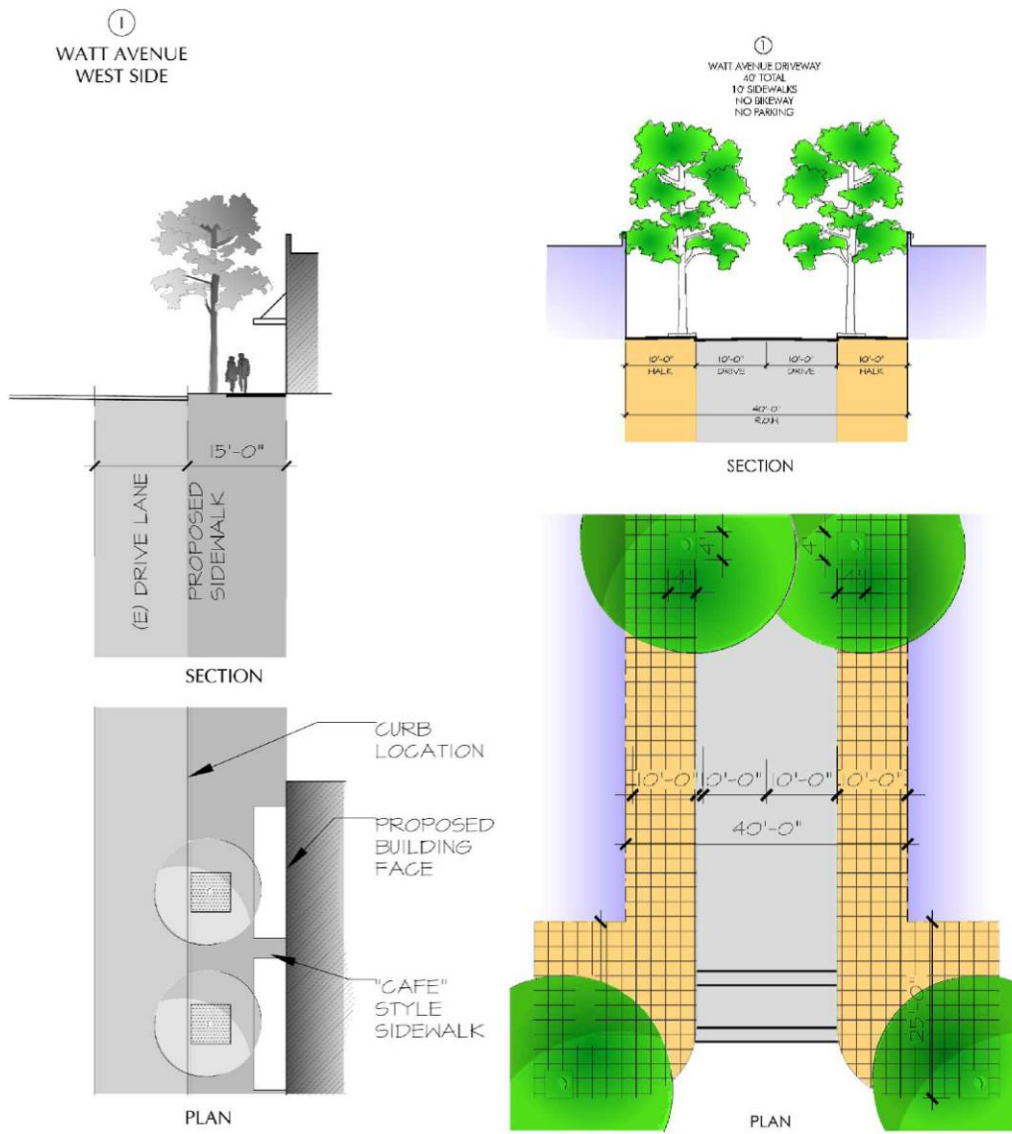 1
WATT AVENUE
WEST SIDE
15'-0"
(E) DRIVE LANE
PROPOSED
SIDEWALK
SECTION
CURB
LOCATION
PROPOSED
BUILDING
FACE
"CAFE"
STYLE
SIDEWALK
PLAN
1
WATT AVENUE DRIVEWAY
40' TOTAL
10' SIDEWALKS
NO BIKEWAY
NO PARKING
10'-0" 10'-0" 10'-0" 10'-0"
WALK DRIVE DRIVE WALK
40'-0"
R.O.W.
SECTION
4' 4'
4' 4'
10'-0" 10'-0" 10'-0" 10'-0"
40'-0"
25'-0"
PLAN